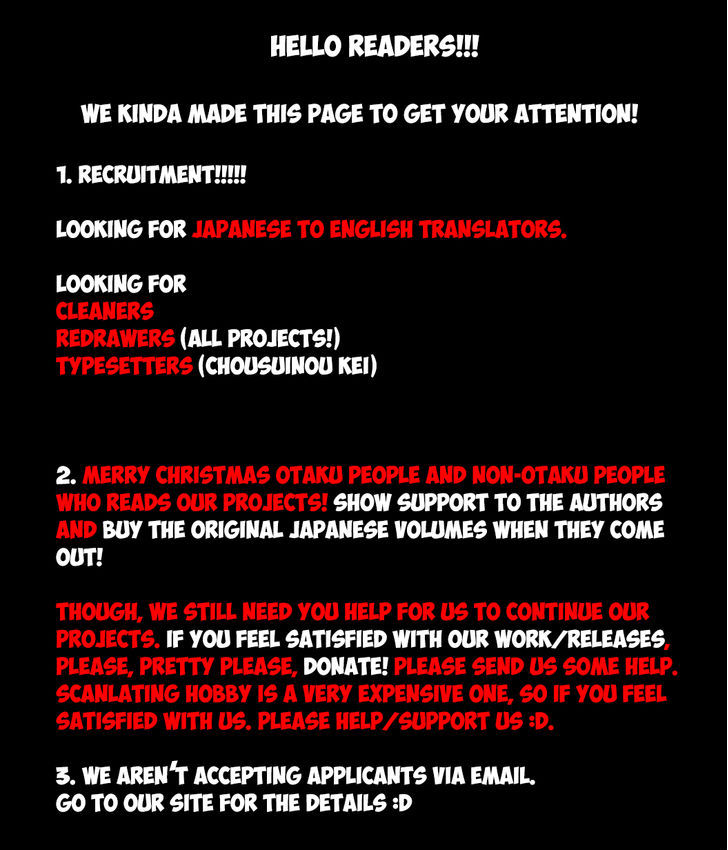 HELLO READERS!!!
WE KINDA MADE THIS PAGE TO GET YOUR ATTENTION!
1. RECRUITMENT!!!!!
LOOKING FOR JAPANESE TO ENGLISH TRANSLATORS.
LOOKING FOR
CLEANERS
REDRAWERS (ALL PROJECTS!)
TYPESETTERS (CHOUSUINOU KEI)
2. MERRY CHRISTMAS OTAKU PEOPLE AND NON-OTAKU PEOPLE
WHO READS OUR PROJECTS! SHOW SUPPORT TO THE AUTHORS
AND BUY THE ORIGINAL JAPANESE VOLUMES WHEN THEY COME
OUT!
THOUGH, WE STILL NEED YOU HELP FOR US TO CONTINUE OUR
PROJECTS. IF YOU FEEL SATISFIED WITH OUR WORK/RELEASES,
PLEASE, PRETTY PLEASE, DONATE! PLEASE SEND US SOME HELP.
SCANLATING HOBBY IS A VERY EXPENSIVE ONE, SO IF YOU FEEL
SATISFIED WITH US. PLEASE HELP/SUPPORT US :D.
3. WE AREN'T ACCEPTING APPLICANTS VIA EMAIL.
GO TO OUR SITE FOR THE DETAILS :D